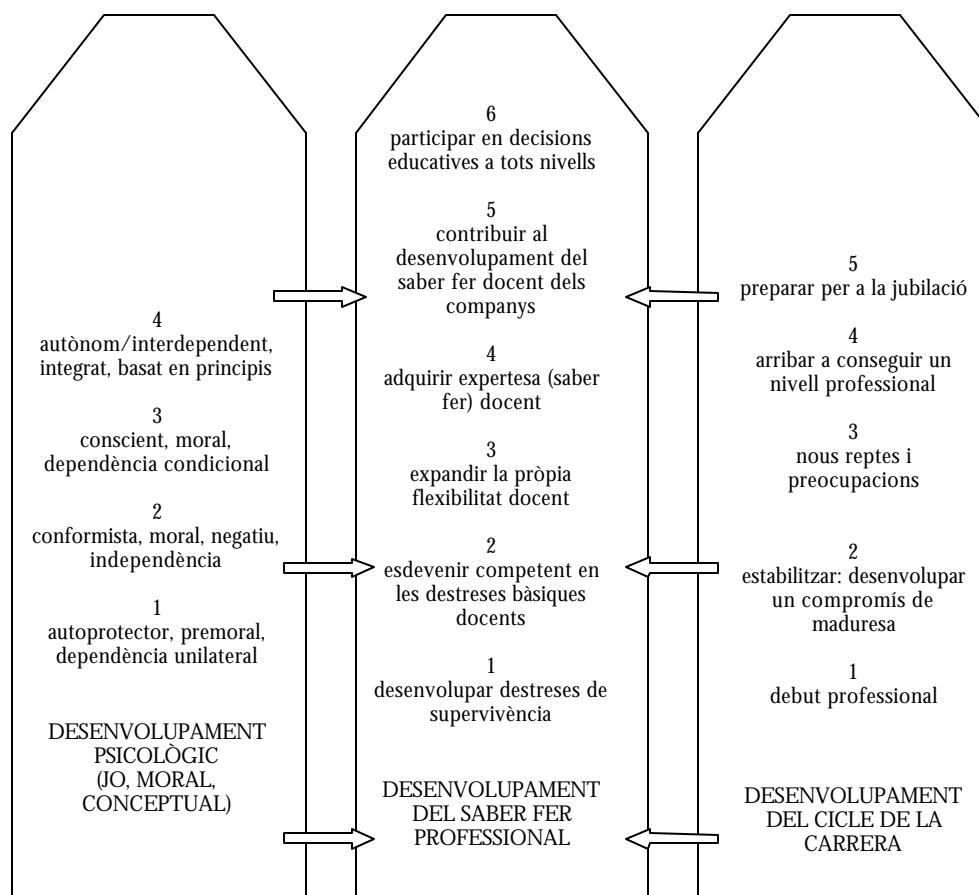 4
autònom/interdependent,
integrat, basat en principis
3
conscient, moral,
dependència condicional
2
conformista, moral, negatiu,
independència
1
autoprotector, premoral,
dependència unilateral
DESENVOLUPAMENT
PSICOLÒGIC
(JO, MORAL,
CONCEPTUAL)
6
participar en decisions
educatives a tots nivells
5
contribuir al
desenvolupament del
saber fer docent dels
companys
4
adquirir expertesa (saber
fer) docent
3
expandir la pròpia
flexibilitat docent
2
esdevenir competent en
les destreses bàsiques
docents
1
desenvolupar destreses de
supervivència
DESENVOLUPAMENT
DEL SABER FER
PROFESSIONAL
5
preparar per a la jubilació
4
arribar a conseguir un
nivell professional
3
nous reptes i
preocupacions
2
estabilitzar: desenvolupar
un compromís de
maduresa
1
debut professional
DESENVOLUPAMENT
DEL CICLE DE LA
CARRERA